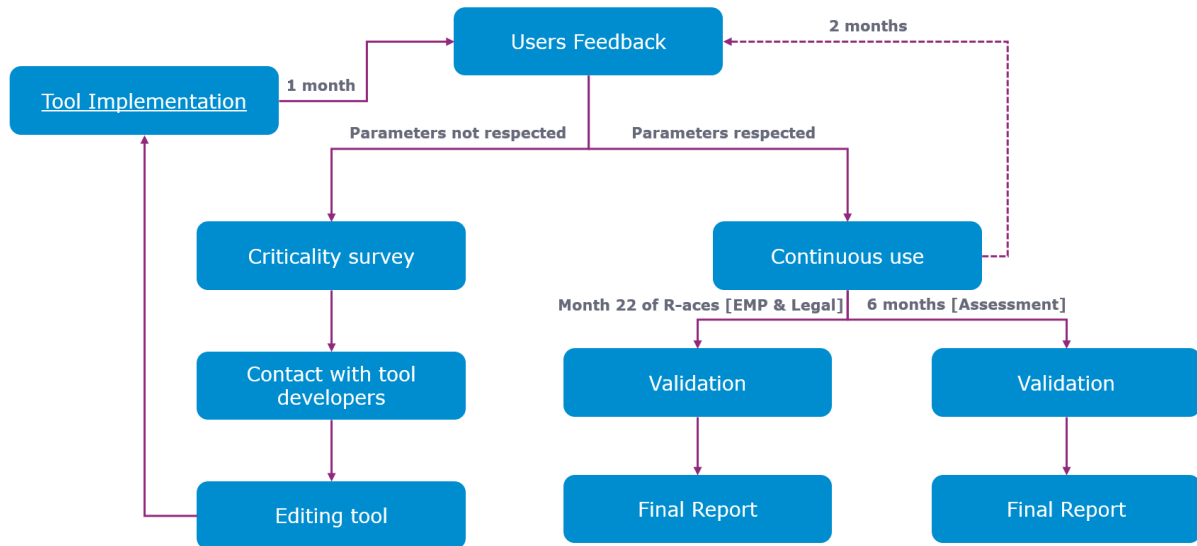 Users Feedback
2 months
Tool Implementation
1 month
Parameters not respected
Parameters respected
Criticality survey
Continuous use
Month 22 of R-aces [EMP & Legal]
6 months [Assessment]
Contact with tool
developers
Validation
Validation
Editing tool
Final Report
Final Report